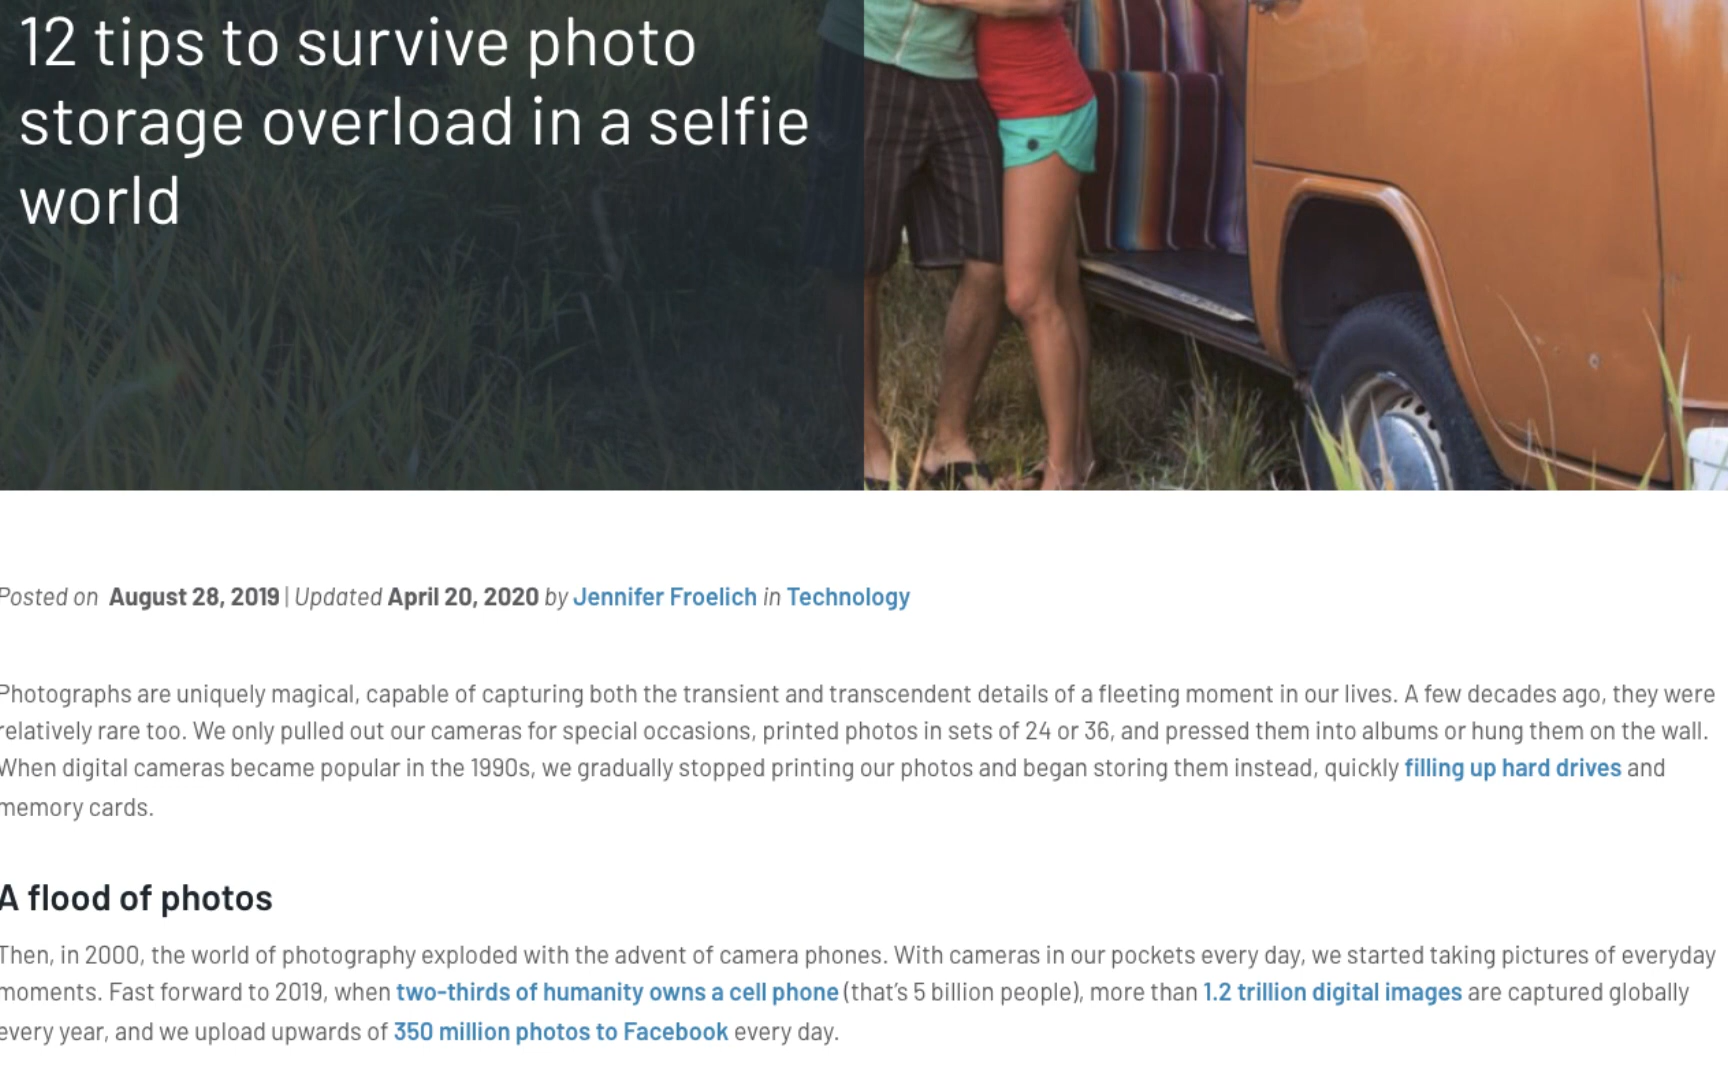 12 tips to survive photo
storage overload in a selfie
world
Posted on August 28, 2019 | Updated April 20, 2020 by Jennifer Froelich in Technology
Photographs are uniquely magical, capable of capturing both the transient and transcendent details of a fleeting moment in our lives. A few decades ago, they were
relatively rare too. We only pulled out our cameras for special occasions, printed photos in sets of 24 or 36, and pressed them into albums or hung them on the wall.
When digital cameras became popular in the 1990s, we gradually stopped printing our photos and began storing them instead, quickly filling up hard drives and
memory cards.
A flood of photos
Then, in 2000, the world of photography exploded with the advent of camera phones. With cameras in our pockets every day, we started taking pictures of everyday
moments. Fast forward to 2019, when two-thirds of humanity owns a cell phone (that's 5 billion people), more than 1.2 trillion digital images are captured globally
every year, and we upload upwards of 350 million photos to Facebook every day.